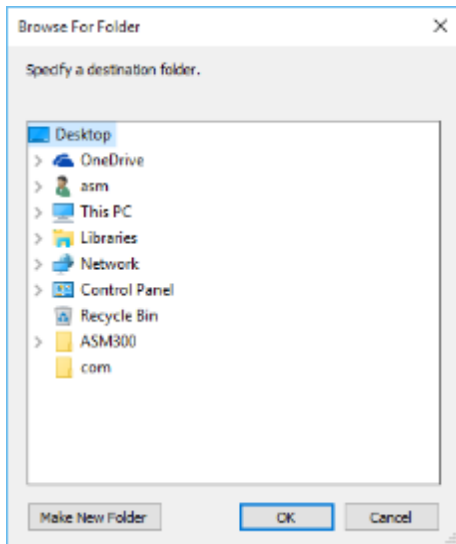 Browse For Folder
Specify a destination folder.
Desktop
OneDrive
asm
This PC
Libraries
Network
Control Panel
Recycle Bin
ASM300
com
Make New Folder
OK
Cancel